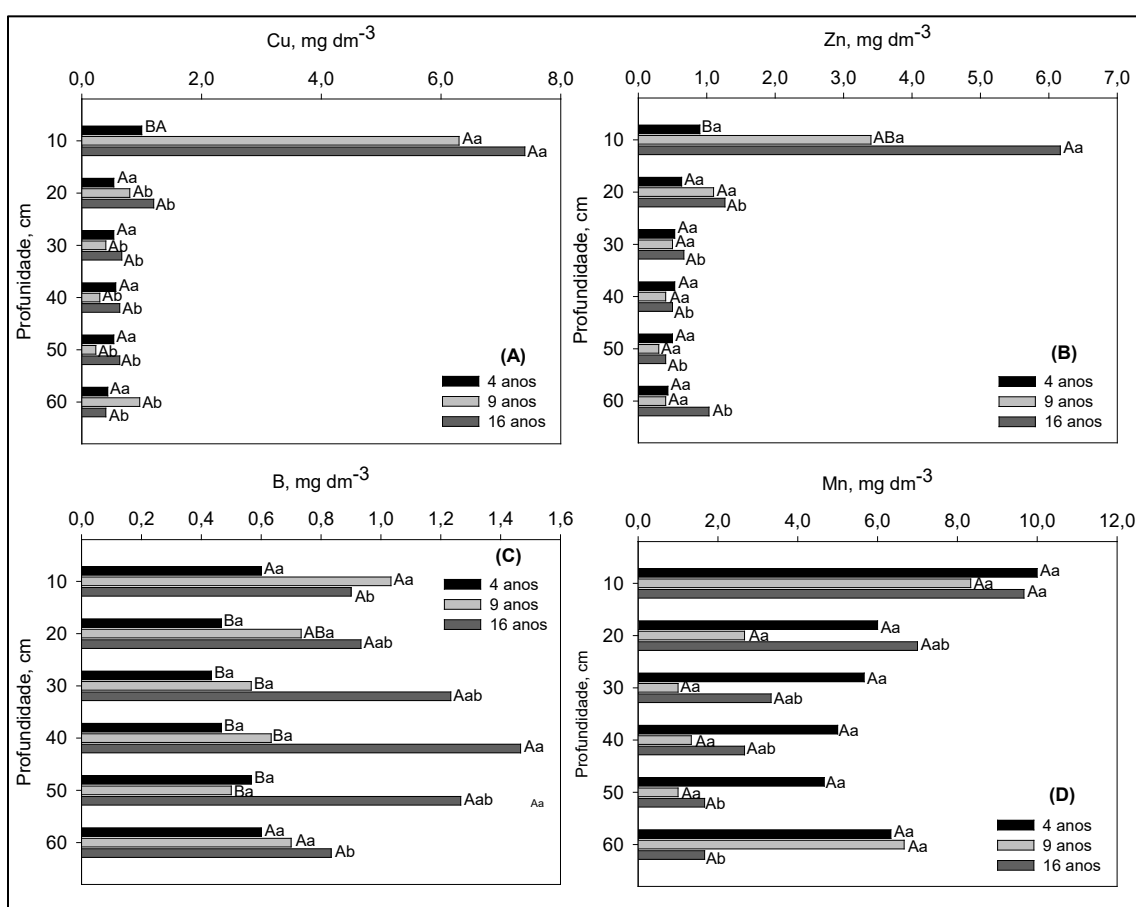 Cu, mg dm-3
0,0 2,0 4,0 6,0 8,0
Profunidade, cm
10 BA Aa Aa
20 Aa Ab Ab
30 Aa Ab Ab
40 Aa Ab Ab
50 Aa Ab Ab
60 Aa Ab Ab
(A)
4 anos
9 anos
16 anos
Zn, mg dm-3
0,0 1,0 2,0 3,0 4,0 5,0 6,0 7,0
Profundidade, cm
10 Ba ABa Aa
20 Aa Aa Ab
30 Aa Aa Ab
40 Aa Aa Ab
50 Aa Aa Ab
60 Aa Aa Ab
(B)
4 anos
9 anos
16 anos
B, mg dm-3
0,0 0,2 0,4 0,6 0,8 1,0 1,2 1,4 1,6
Profundidade, cm
(C)
4 anos
9 anos
16 anos
10 Aa Aa Ab
20 Ba ABa Aab
30 Ba Ba Aab
40 Ba Ba Aa
50 Ba Ba Aab Aa
60 Aa Aa Ab
Mn, mg dm-3
0,0 2,0 4,0 6,0 8,0 10,0 12,0
Profundidade, cm
10 Aa Aa Aa
20 Aa Aa Aab
30 Aa Aa Aab
40 Aa Aa Aab
50 Aa Aa Ab
60 Aa Aa Ab
(D)
4 anos
9 anos
16 anos